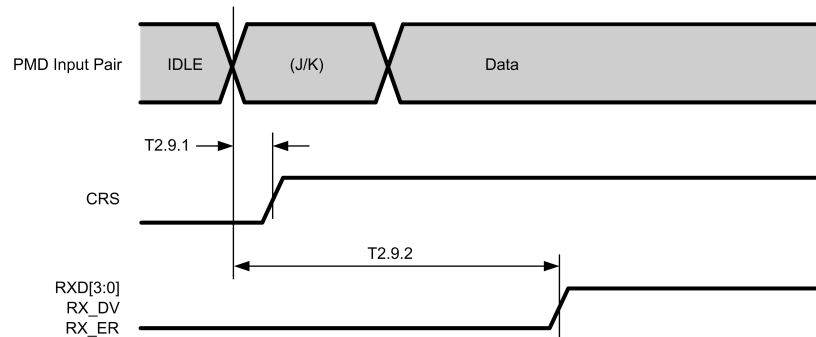 PMD Input Pair IDLE (J/K) Data
T2.9.1
CRS
T2.9.2
RXD[3:0]
RX_DV
RX_ER